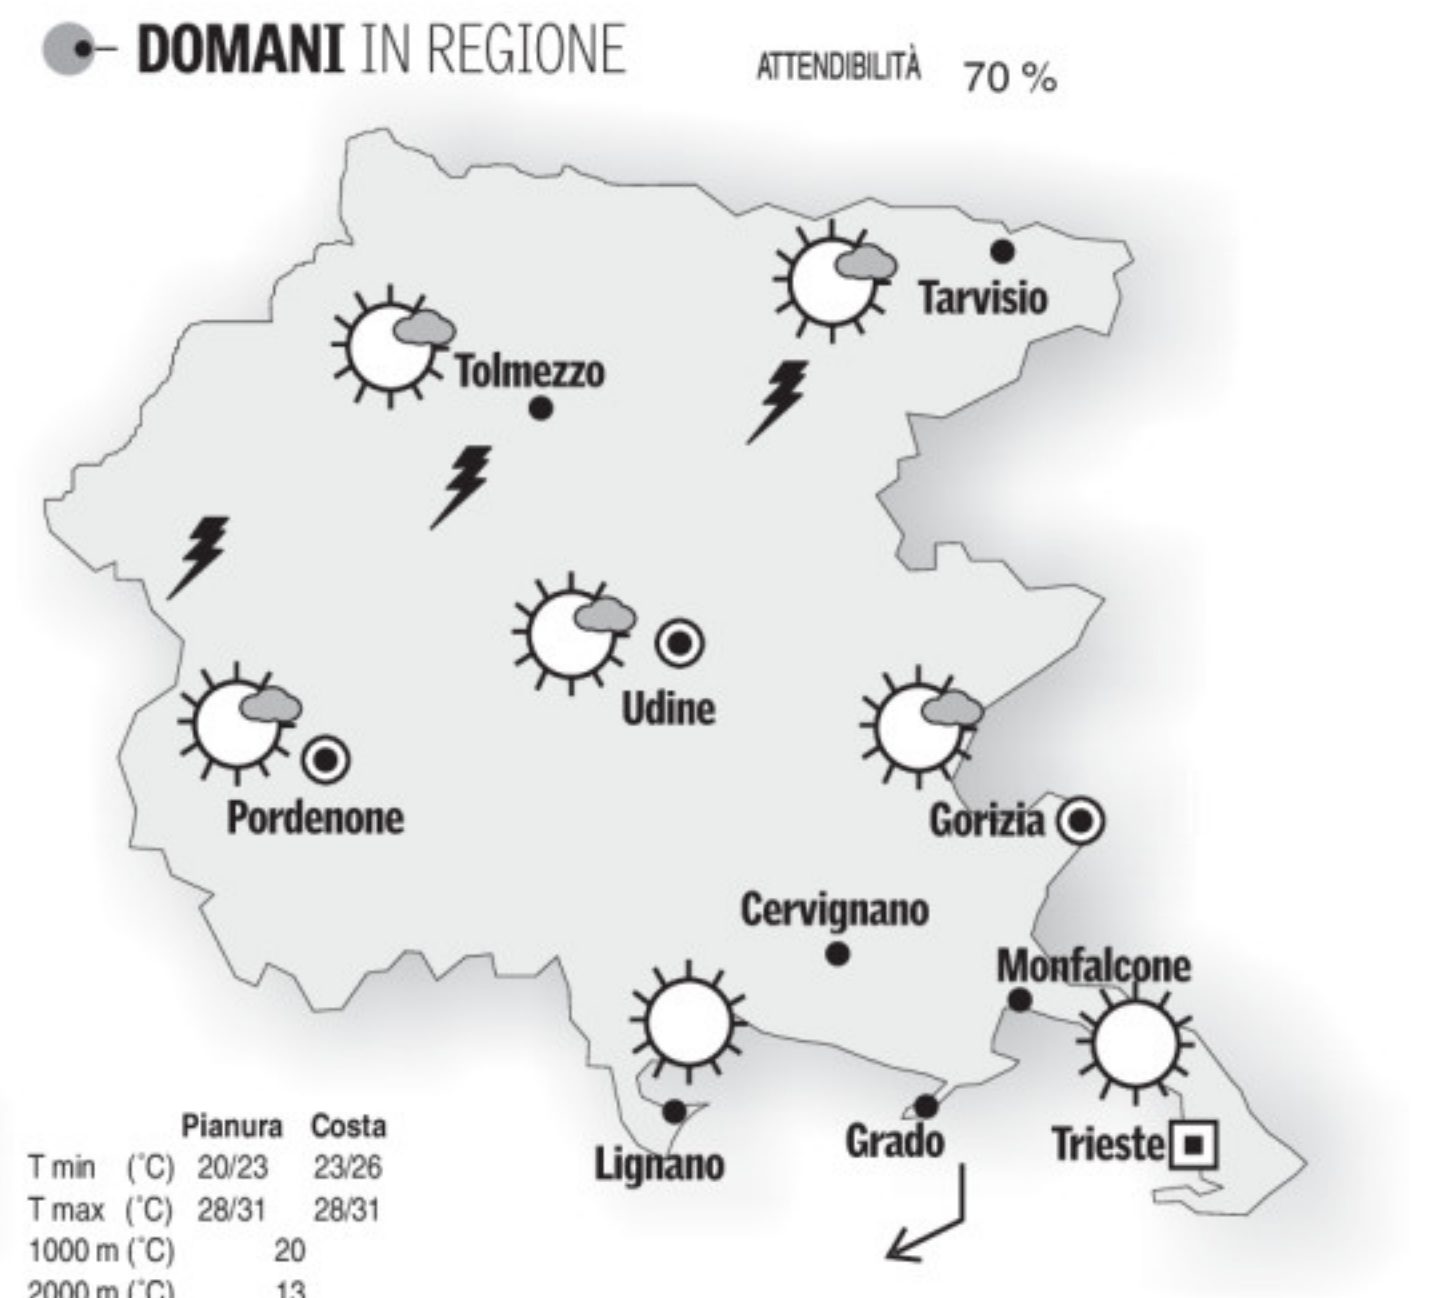 DOMANI IN REGIONE
ATTENDIBILITÀ 70 %
Tarvisio
Tolmezzo
Udine
Pordenone
Gorizia
Cervignano
Monfalcone
Grado
Trieste
Lignano
Pianura Costa
T min (°C) 20/23 23/26
T max (°C) 28/31 28/31
1000 m (°C) 20
2000 m (°C) 13